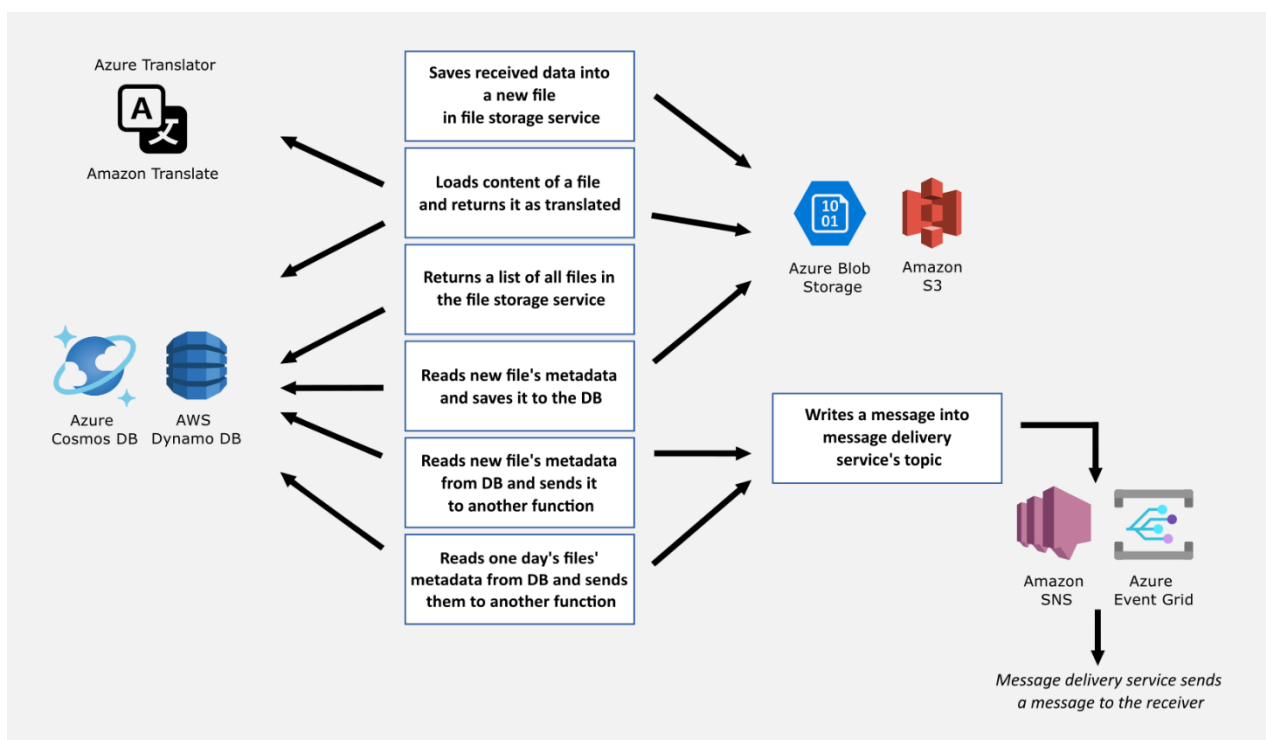 Azure Translator
A
文
Amazon Translate
Saves received data into
a new file
in file storage service
Loads content of a file
and returns it as translated
Returns a list of all files in
the file storage service
Reads new file's metadata
and saves it to the DB
Reads new file's metadata
from DB and sends it
to another function
Reads one day's files'
metadata from DB and sends
them to another function
10
01
Azure Blob
Storage
Amazon
S3
Azure
Cosmos DB
AWS
Dynamo DB
Writes a message into
message delivery
service's topic
Amazon
SNS
Azure
Event Grid
Message delivery service sends
a message to the receiver